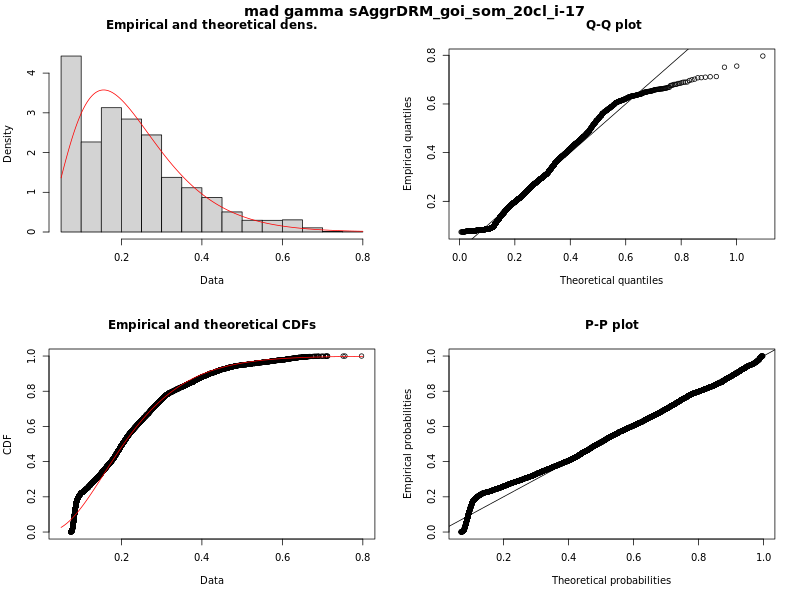 mad gamma sAggrDRM_goi_som_20cl_i-17
Empirical and theoretical dens.
Density
0 1 2 3 4
0.2 0.4 0.6 0.8
Data
Q-Q plot
Empirical quantiles
0.2 0.4 0.6 0.8
0.0 0.2 0.4 0.6 0.8 1.0
Theoretical quantiles
Empirical and theoretical CDFs
CDF
0.0 0.2 0.4 0.6 0.8 1.0
0.2 0.4 0.6 0.8
Data
P-P plot
Empirical probabilities
0.0 0.2 0.4 0.6 0.8 1.0
0.2 0.4 0.6 0.8 1.0
Theoretical probabilities